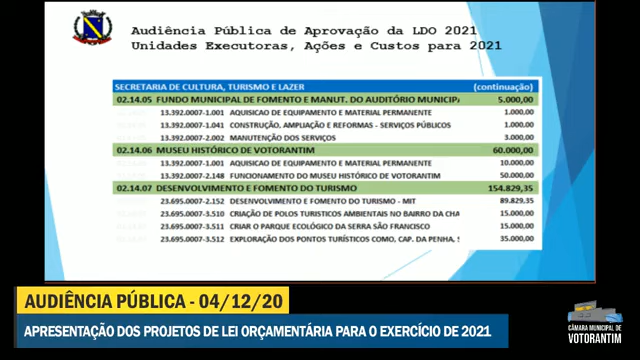 Audiência Pública de Aprovação da LDO 2021
Unidades Executoras, Ações e Custos para 2021
SECRETARIA DE CULTURA, TURISMO E LAZER (continuação)
02.14.05 FUNDO MUNICIPAL DE FOMENTO E MANUT. DO AUDITÓRIO MUNICIPA 5.000,00
13.392.0007-1.001 AQUISICAO DE EQUIPAMENTO E MATERIAL PERMANENTE 1.000,00
13.392.0007-1.041 CONSTRUÇÃO, AMPLIAÇÃO E REFORMAS - SERVIÇOS PÚBLICOS 1.000,00
13.392.0007-2.002 MANUTENÇÃO DOS SERVIÇOS 3.000,00
02.14.06 MUSEU HISTÓRICO DE VOTORANTIM 60.000,00
13.392.0007-1.001 AQUISICAO DE EQUIPAMENTO E MATERIAL PERMANENTE 10.000,00
13.392.0007-2.148 FUNCIONAMENTO DO MUSEU HISTÓRICO DE VOTORANTIM 50.000,00
02.14.07 DESENVOLVIMENTO E FOMENTO DO TURISMO 154.829,35
23.695.0007-2.152 DESENVOLVIMENTO E FOMENTO DO TURISMO - MIT 89.829,35
23.695.0007-3.510 CRIAÇÃO DE POLOS TURISTICOS AMBIENTAIS NO BAIRRO DA CHA 15.000,00
23.695.0007-3.511 CRIAR O PARQUE ECOLÓGICO DA SERRA SÃO FRANCISCO 15.000,00
23.695.0007-3.512 EXPLORAÇÃO DOS PONTOS TURÍSTICOS COMO, CAP. DA PENHA, 35.000,00
AUDIÊNCIA PÚBLICA - 04/12/20
APRESENTAÇÃO DOS PROJETOS DE LEI ORÇAMENTÁRIA PARA O EXERCÍCIO DE 2021
CÂMARA MUNICIPAL DE
VOTORANTIM